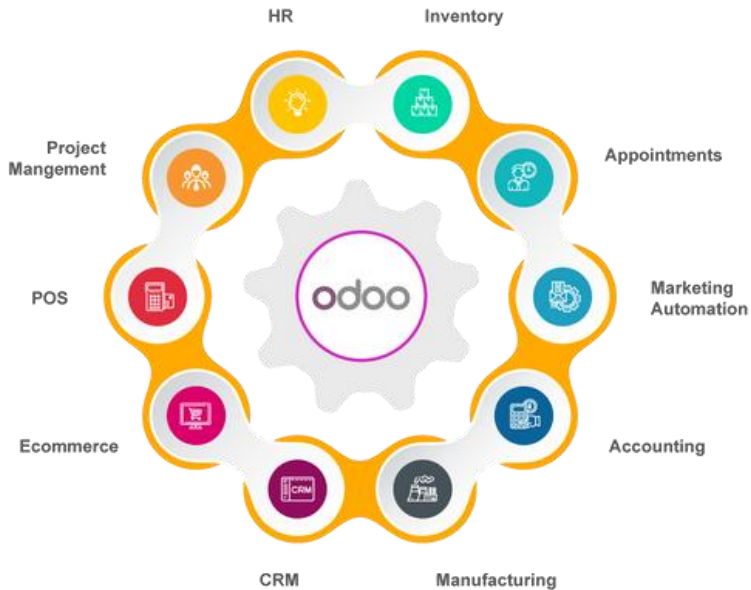 HR
Inventory
Project
Mangement
Appointments
POS
odoo
Marketing
Automation
Ecommerce
Accounting
CRM
CRM
Manufacturing